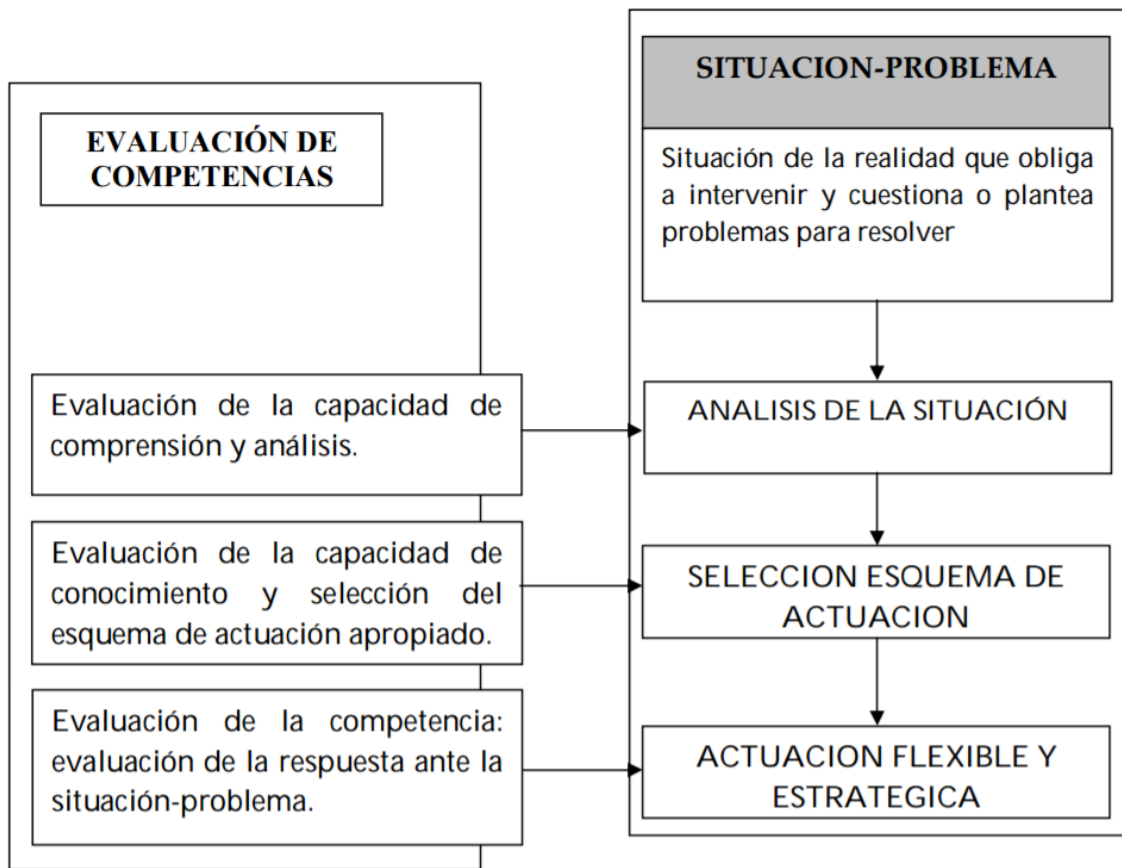 EVALUACIÓN DE
COMPETENCIAS
Evaluación de la capacidad de
comprensión y análisis.
Evaluación de la capacidad de
conocimiento y selección del
esquema de actuación apropiado.
Evaluación de la competencia:
evaluación de la respuesta ante la
situación-problema.
SITUACION-PROBLEMA
Situación de la realidad que obliga
a intervenir y cuestiona o plantea
problemas para resolver
ANALISIS DE LA SITUACIÓN
SELECCION ESQUEMA DE
ACTUACION
ACTUACION FLEXIBLE Y
ESTRATEGICA